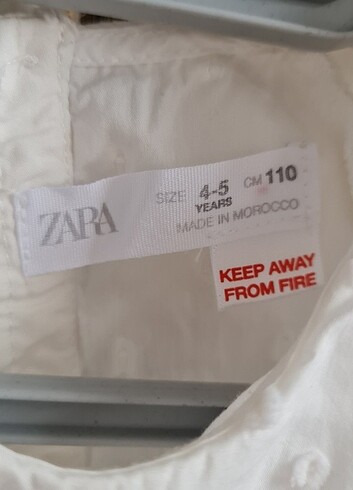 ZARA
SIZE 4-5 CM 110
YEARS
MADE IN MOROCCO
KEEP AWAY
FROM FIRE